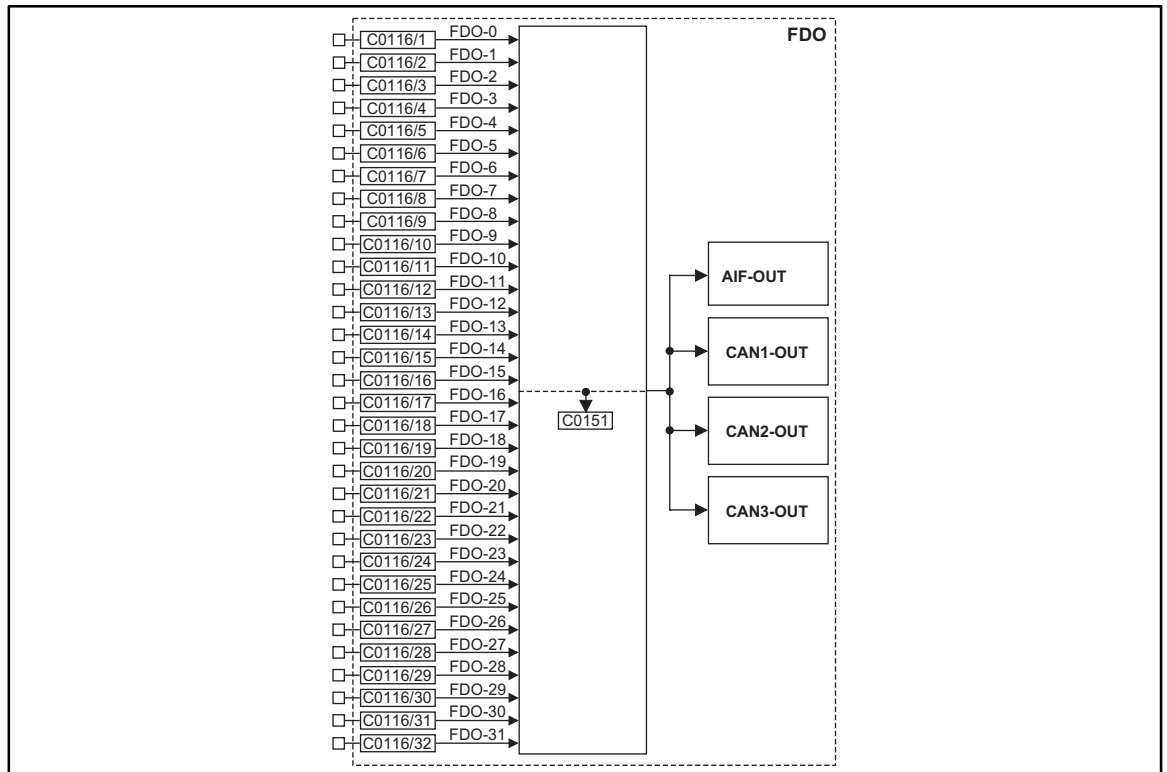 FDO
C0116/1 FDO-0
C0116/2 FDO-1
C0116/3 FDO-2
C0116/4 FDO-3
C0116/5 FDO-4
C0116/6 FDO-5
C0116/7 FDO-6
C0116/8 FDO-7
C0116/9 FDO-8
C0116/10 FDO-9
C0116/11 FDO-10
C0116/12 FDO-11
C0116/13 FDO-12
C0116/14 FDO-13
C0116/15 FDO-14
C0116/16 FDO-15
C0116/17 FDO-16
C0116/18 FDO-17
C0116/19 FDO-18
C0116/20 FDO-19
C0116/21 FDO-20
C0116/22 FDO-21
C0116/23 FDO-22
C0116/24 FDO-23
C0116/25 FDO-24
C0116/26 FDO-25
C0116/27 FDO-26
C0116/28 FDO-27
C0116/29 FDO-28
C0116/30 FDO-29
C0116/31 FDO-30
C0116/32 FDO-31
C0151
AIF-OUT
CAN1-OUT
CAN2-OUT
CAN3-OUT